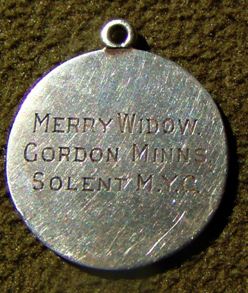 MERRY WIDOW.
GORDON MINNS.
SOLENT M.Y.C.